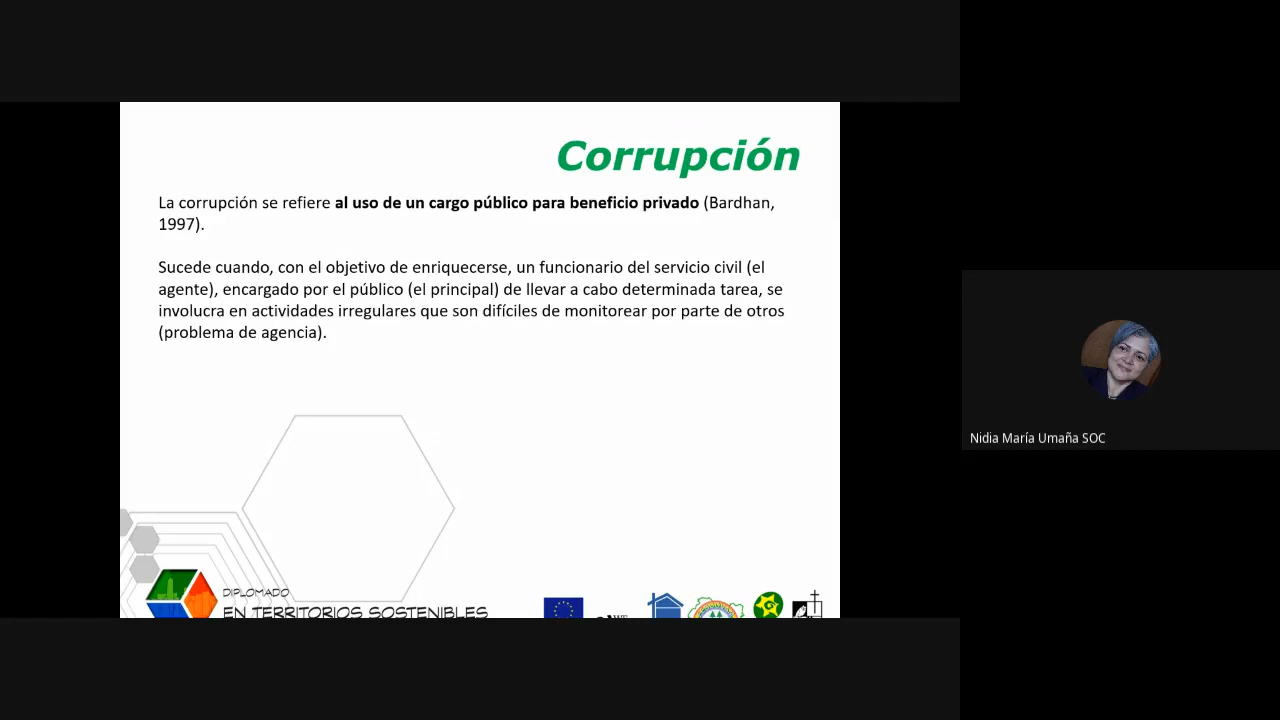 Corrupción
La corrupción se refiere al uso de un cargo público para beneficio privado (Bardhan,
1997).
Sucede cuando, con el objetivo de enriquecerse, un funcionario del servicio civil (el
agente), encargado por el público (el principal) de llevar a cabo determinada tarea, se
involucra en actividades irregulares que son difíciles de monitorear por parte de otros
(problema de agencia).
DIPLOMADO
EN TERRITORIOS SOSTENIBLES
Nidia María Umaña SOC